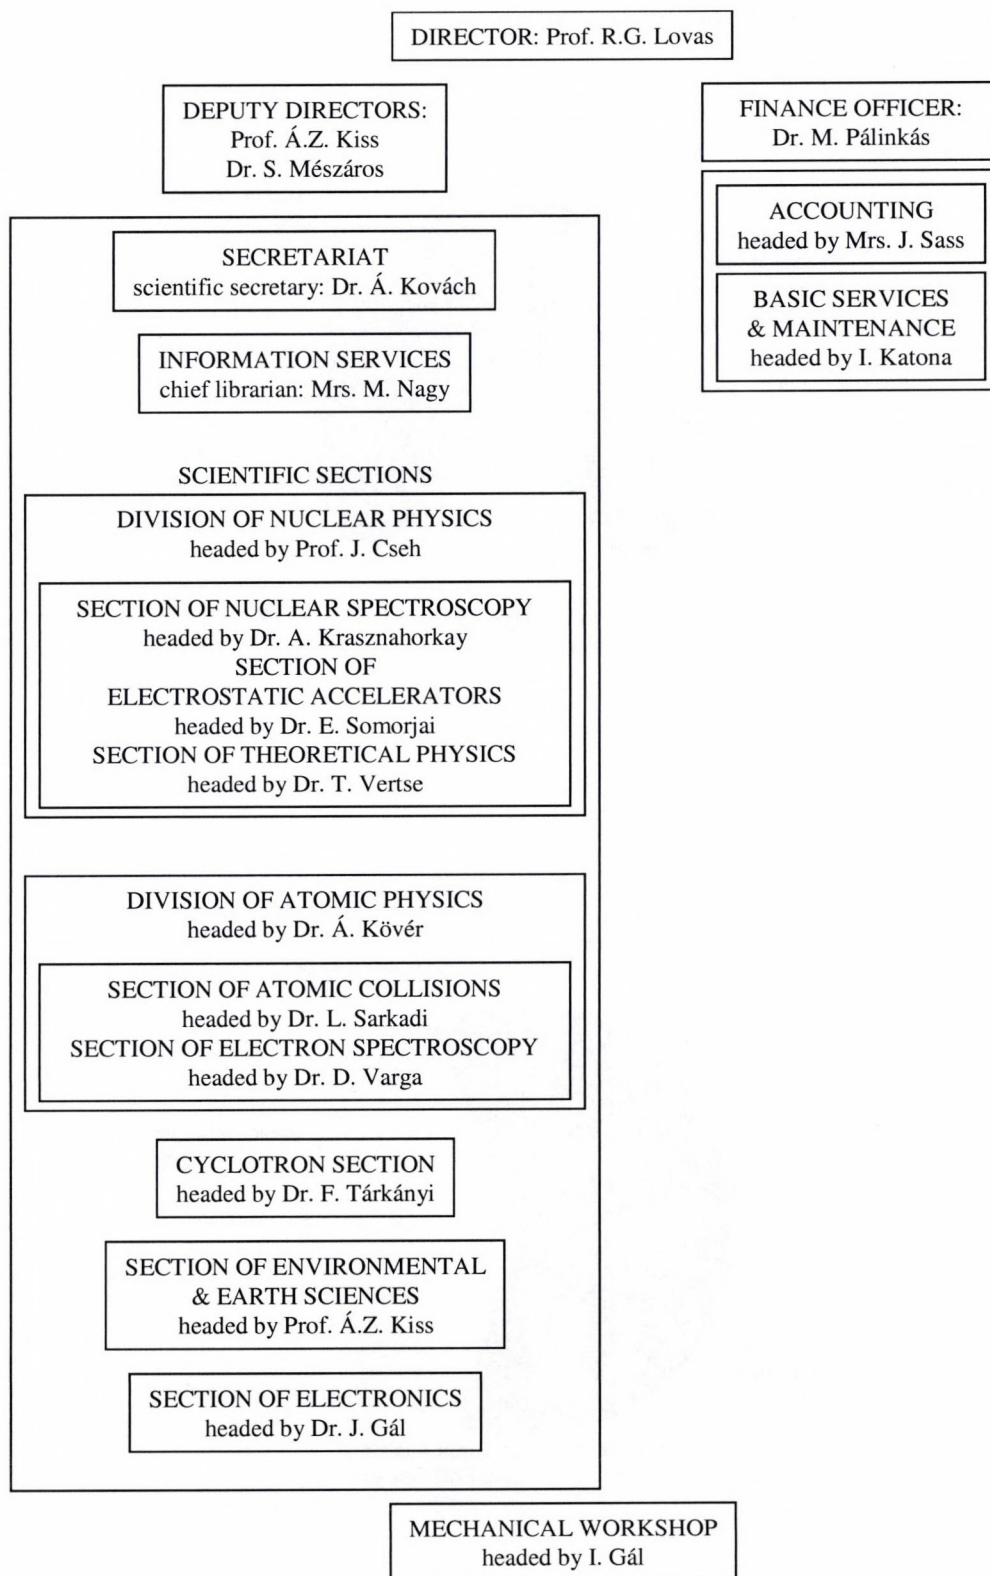 DIRECTOR: Prof. R.G. Lovas
DEPUTY DIRECTORS:
Prof. Á.Z. Kiss
Dr. S. Mészáros
FINANCE OFFICER:
Dr. M. Pálinkás
ACCOUNTING
headed by Mrs. J. Sass
BASIC SERVICES
& MAINTENANCE
headed by I. Katona
SECRETARIAT
scientific secretary: Dr. Á. Kovách
INFORMATION SERVICES
chief librarian: Mrs. M. Nagy
SCIENTIFIC SECTIONS
DIVISION OF NUCLEAR PHYSICS
headed by Prof. J. Cseh
SECTION OF NUCLEAR SPECTROSCOPY
headed by Dr. A. Krasznahorkay
SECTION OF
ELECTROSTATIC ACCELERATORS
headed by Dr. E. Somorjai
SECTION OF THEORETICAL PHYSICS
headed by Dr. T. Vertse
DIVISION OF ATOMIC PHYSICS
headed by Dr. Á. Kövér
SECTION OF ATOMIC COLLISIONS
headed by Dr. L. Sarkadi
SECTION OF ELECTRON SPECTROSCOPY
headed by Dr. D. Varga
CYCLOTRON SECTION
headed by Dr. F. Tárkányi
SECTION OF ENVIRONMENTAL
& EARTH SCIENCES
headed by Prof. Á.Z. Kiss
SECTION OF ELECTRONICS
headed by Dr. J. Gál
MECHANICAL WORKSHOP
headed by I. Gál